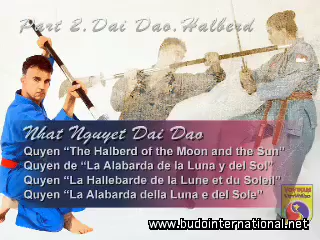 Part 2. Dai Dao. Halberd
Nhat Nguyet Dai Dao
Quyen “The Halberd of the Moon and the Sun”
Quyen de “La Alabarda de la Luna y del Sol”
Quyen “La Hallebarde de la Lune et du Soleil”
Quyen “La Alabarda della Luna e del Sole”
www.budointernational.net